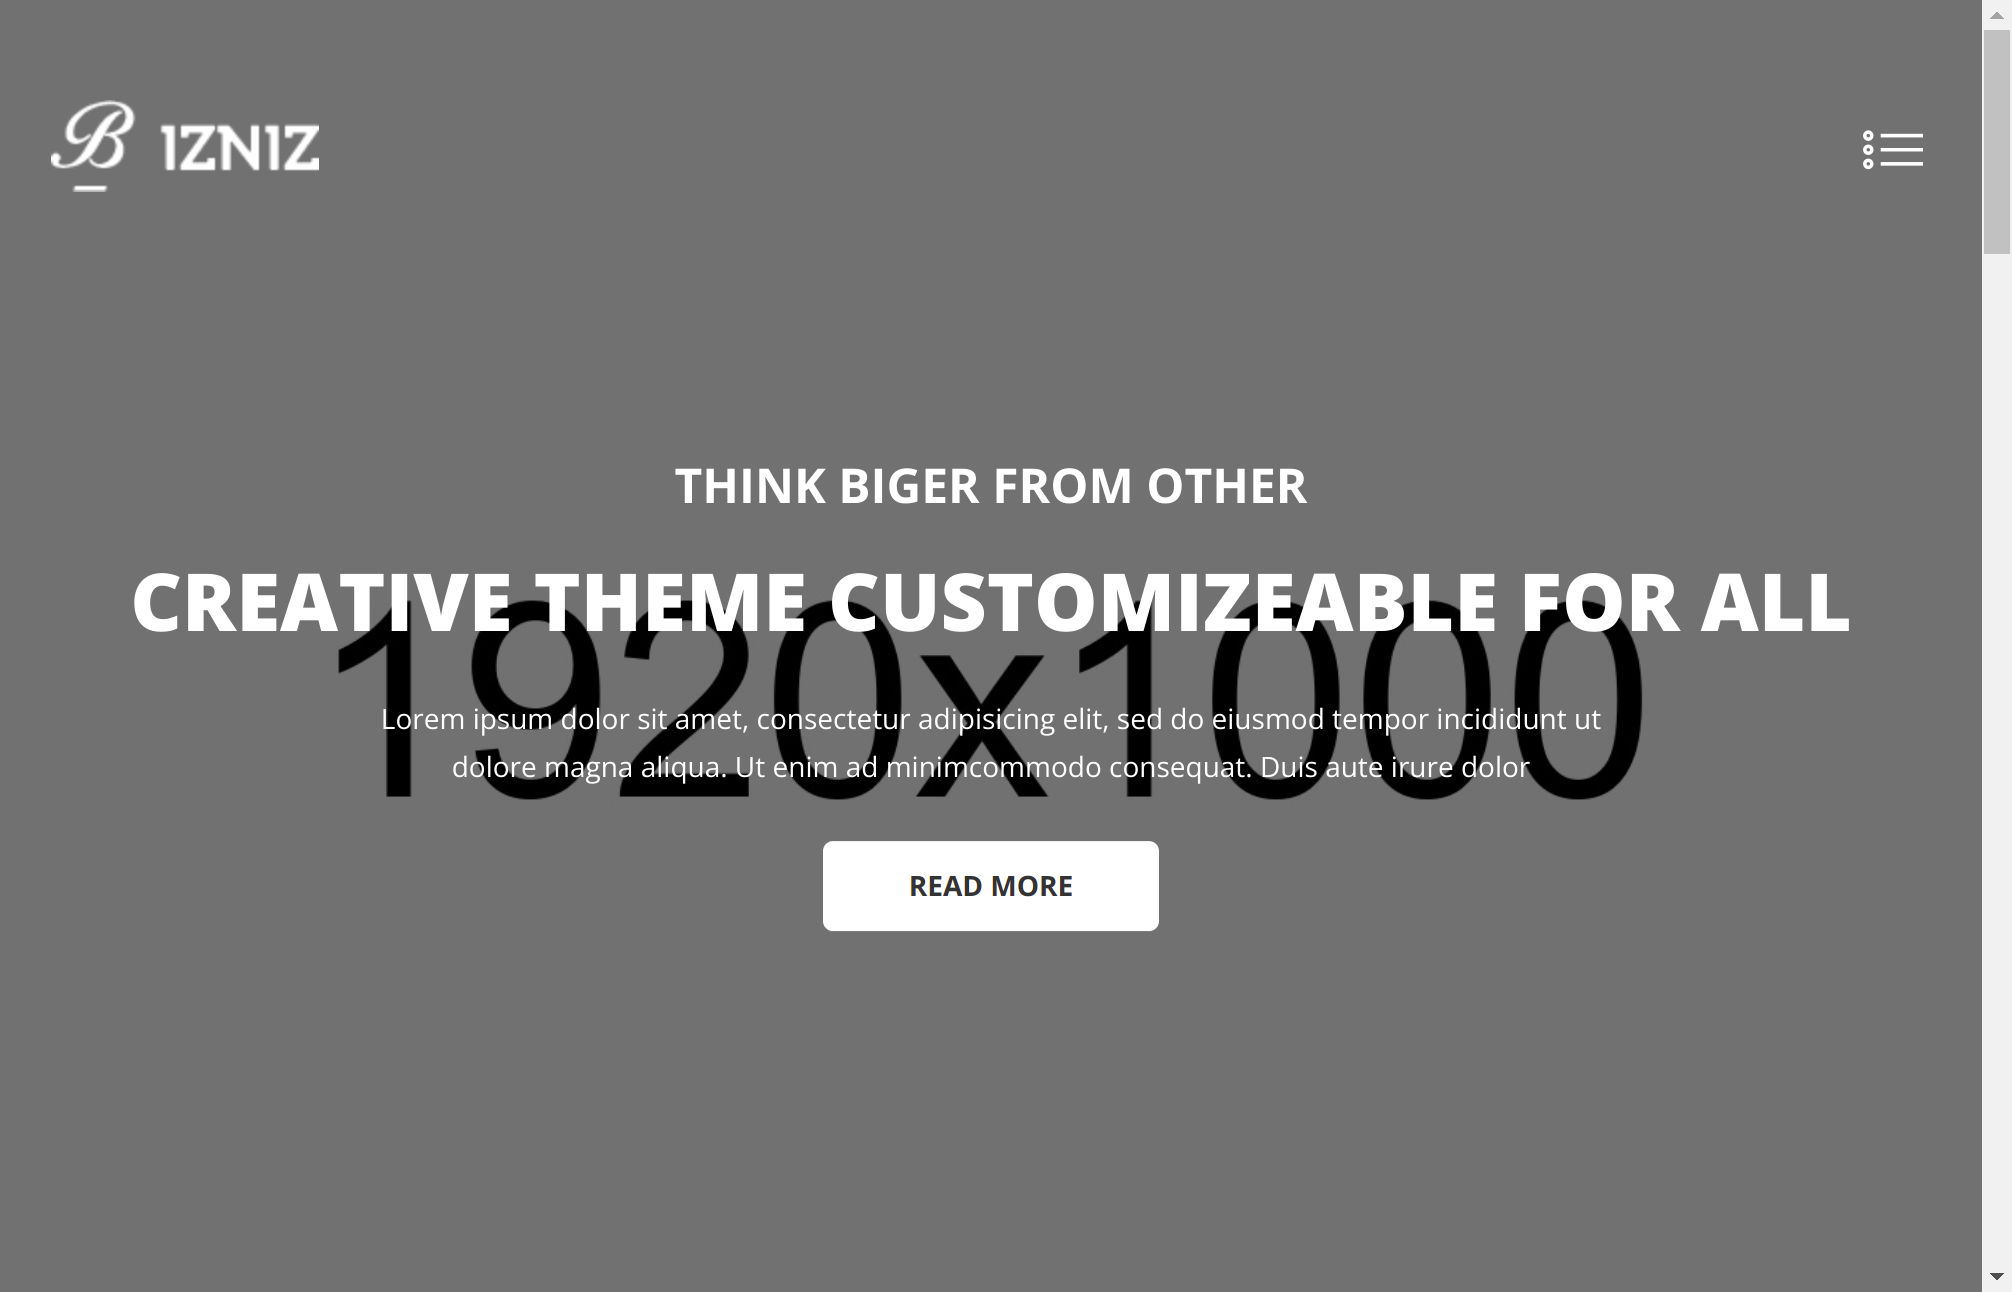 B 1ZN1Z
THINK BIGER FROM OTHER
CREATIVE THEME CUSTOMIZEABLE FOR ALL
1920x1000
Lorem ipsum dolor sit amet, consectetur adipisicing elit, sed do eiusmod tempor incididunt ut
dolore magna aliqua. Ut enim ad minimcommodo consequat. Duis aute irure dolor
READ MORE